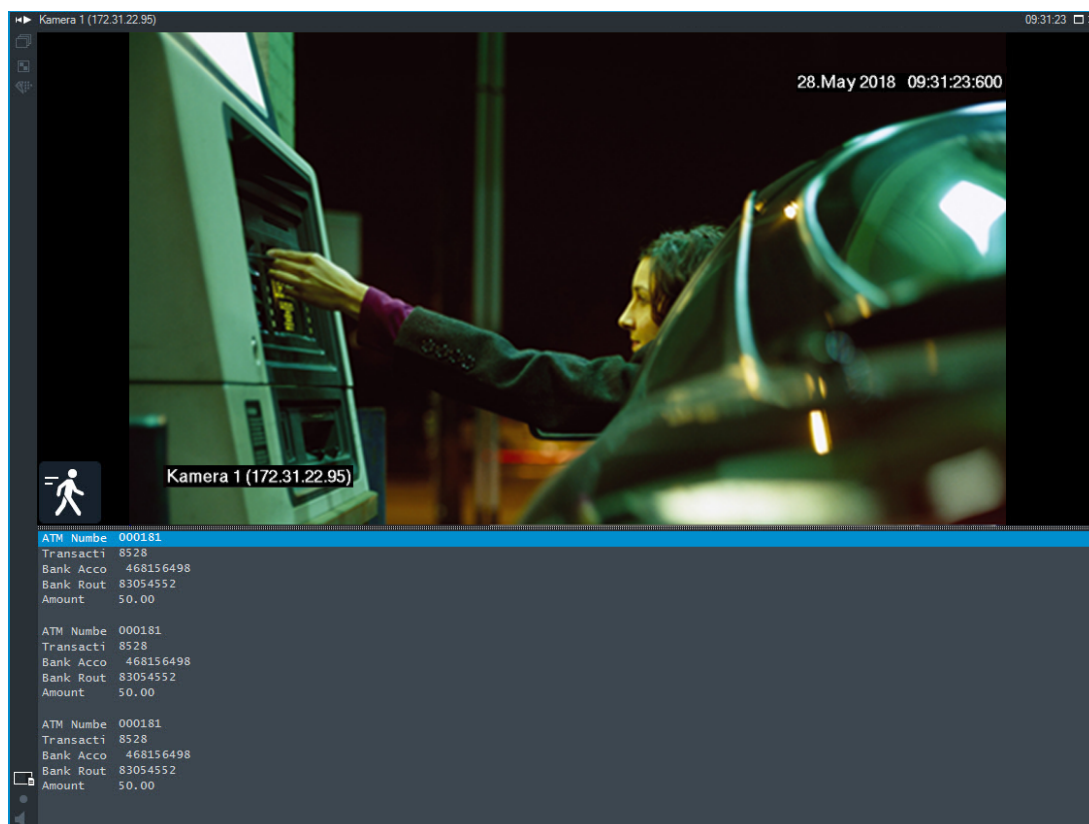 Kamera 1 (172.31.22.95) 09:31:23
28.May 2018 09:31:23:600
Kamera 1 (172.31.22.95)
ATM Numbe 000181
Transacti 8528
Bank Acco 468156498
Bank Rout 83054552
Amount 50.00
ATM Numbe 000181
Transacti 8528
Bank Acco 468156498
Bank Rout 83054552
Amount 50.00
ATM Numbe 000181
Transacti 8528
Bank Acco 468156498
Bank Rout 83054552
Amount 50.00